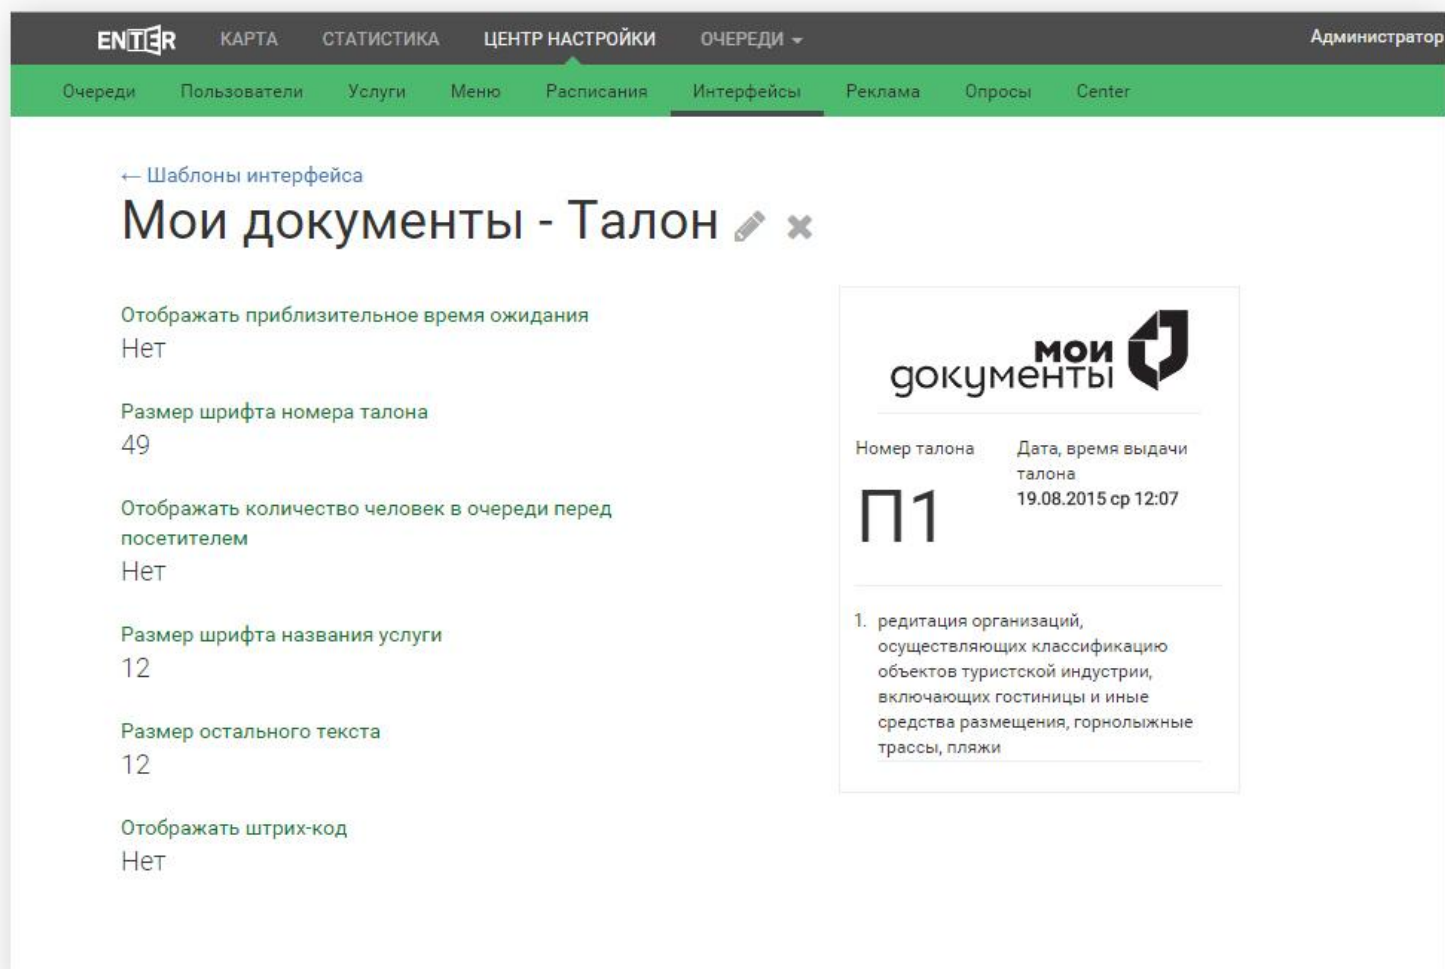 ENTER КАРТА СТАТИСТИКА ЦЕНТР НАСТРОЙКИ ОЧЕРЕДИ Администратор
Очереди Пользователи Услуги Меню Расписания Интерфейсы Реклама Опросы Center
← Шаблоны интерфейса
Мои документы - Талон
Отображать приблизительное время ожидания
Нет
Размер шрифта номера талона
49
Отображать количество человек в очереди перед
посетителем
Нет
Размер шрифта названия услуги
12
Размер остального текста
12
Отображать штрих-код
Нет
мои
документы
Номер талона
П1
Дата, время выдачи
талона
19.08.2015 ср 12:07
1. редитация организаций,
осуществляющих классификацию
объектов туристской индустрии,
включающих гостиницы и иные
средства размещения, горнолыжные
трассы, пляжи